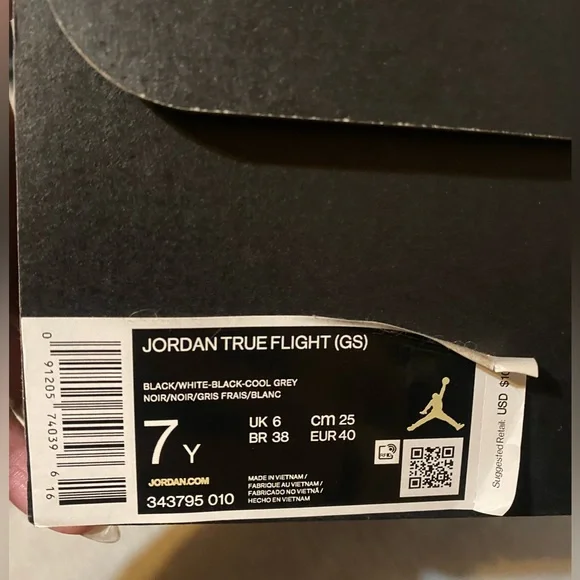 JORDAN TRUE FLIGHT (GS)
BLACK/WHITE-BLACK-COOL GREY
NOIR/NOIR/GRIS FRAIS/BLANC
7 Y
UK 6
BR 38
cm 25
EUR 40
JORDAN.COM
343795 010
MADE IN VIETNAM /
FABRIQUE AU VIETNAM /
FABRICADO NO VIETNÃ /
HECHO EN VIETNAM
0 91205 74039 6 16
Suggested Retail: USD